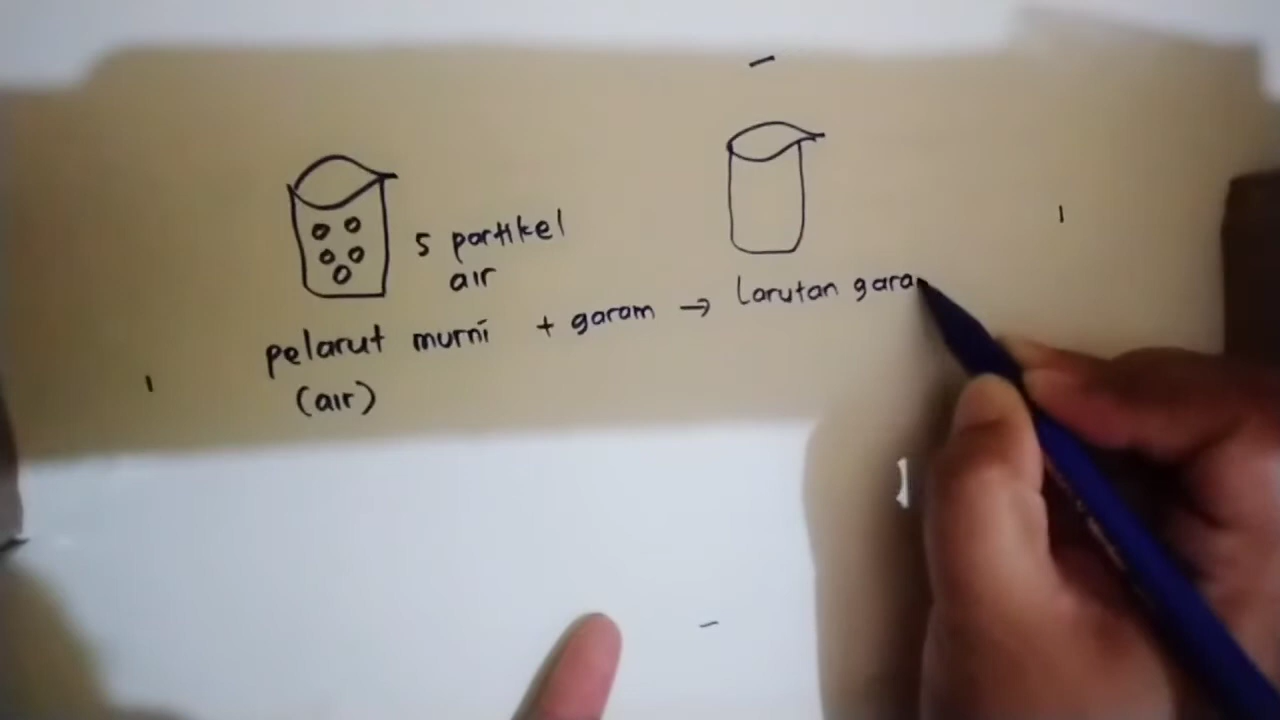 5 partikel
air
pelarut murni + garam → larutan gara
(air)